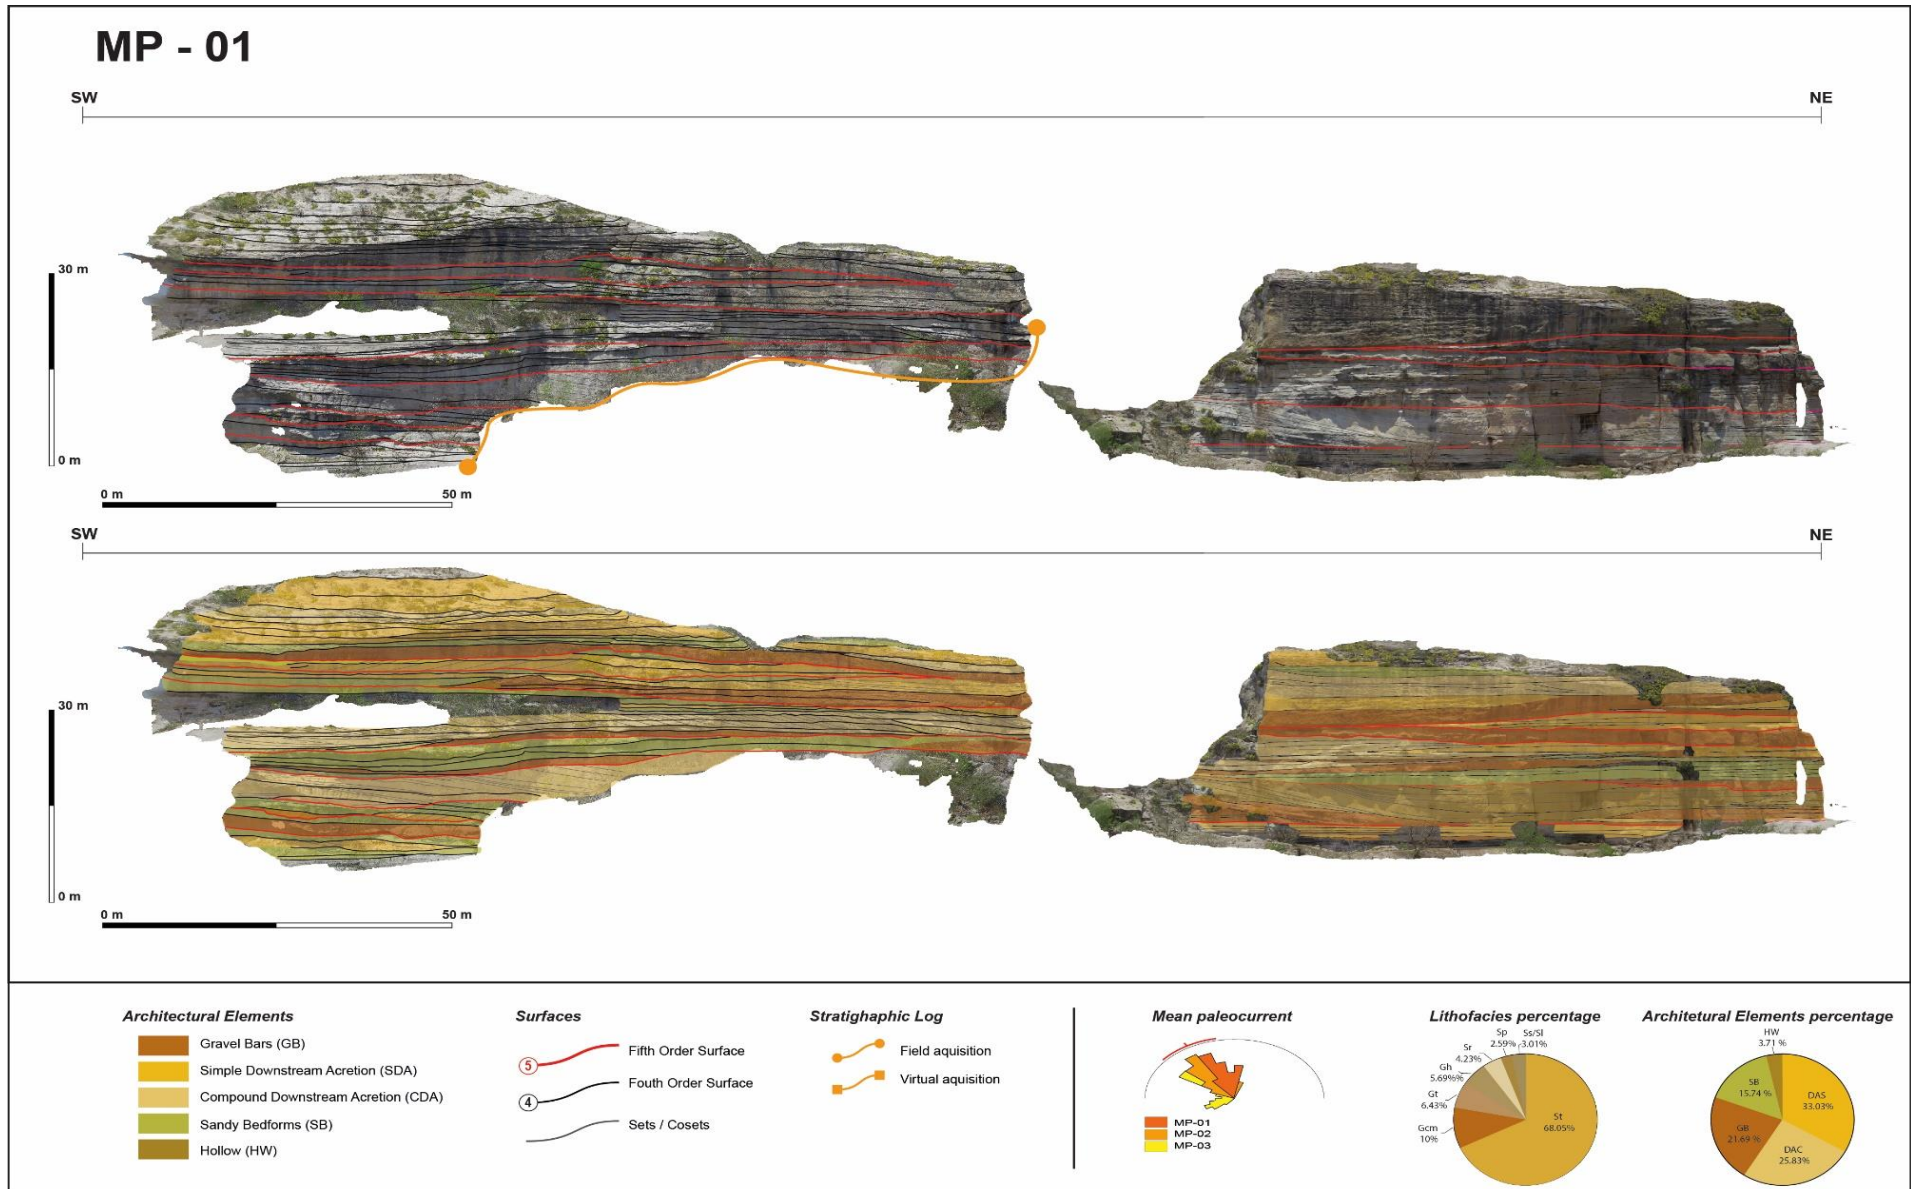 MP - 01
SW NE
30 m
0 m
0 m 50 m
SW NE
30 m
0 m
0 m 50 m
Architectural Elements
Gravel Bars (GB)
Simple Downstream Acretion (SDA)
Compound Downstream Acretion (CDA)
Sandy Bedforms (SB)
Hollow (HW)
Surfaces
5 Fifth Order Surface
4 Fouth Order Surface
Sets / Cosets
Stratighaphic Log
Field aquisition
Virtual aquisition
Mean paleocurrent
MP-01
MP-02
MP-03
Lithofacies percentage
Ss/Sl
3.01%
Sp
2.59%
Sr
4.23%
Gh
5.69%%
Gt
6.43%
Gcm
10%
St
68.05%
Architetural Elements percentage
HW
3.71 %
SB
15.74 %
DAS
33.03%
GB
21.69 %
DAC
25.83%